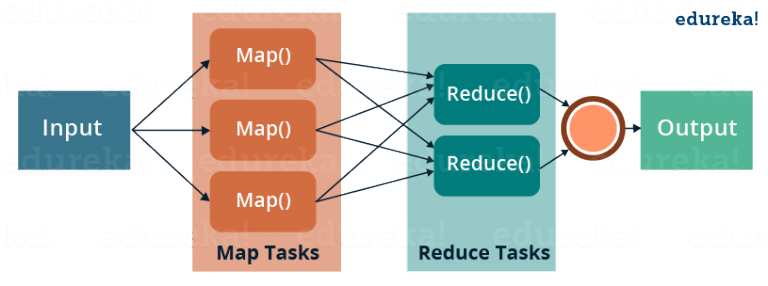 edureka!
Input
Map()
Map()
Map()
Map Tasks
Reduce()
Reduce()
Reduce Tasks
Output